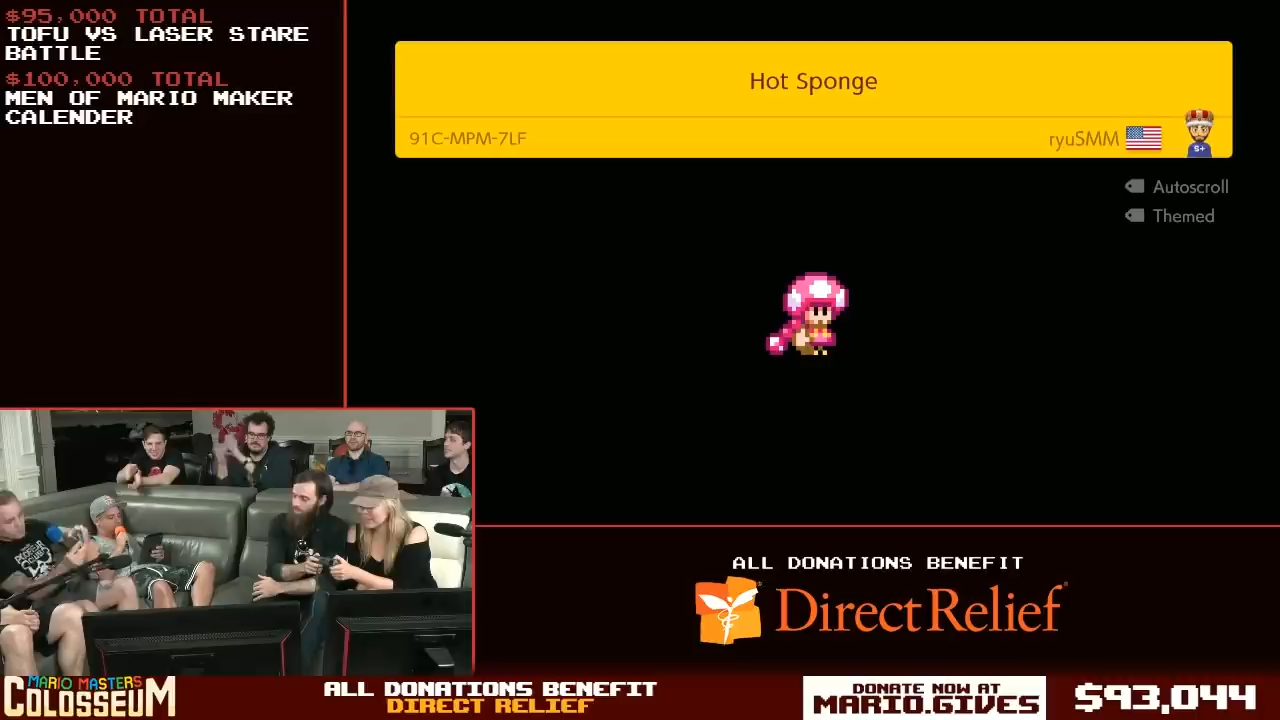 $95,000 TOTAL
TOFU VS LASER STARE
BATTLE
$100,000 TOTAL
MEN OF MARIO MAKER
CALENDER
Hot Sponge
91C-MPM-7LF
ryuSMM
S+
Autoscroll
Themed
ALL DONATIONS BENEFIT
DirectRelief
MARIO MASTERS
COLOSSEUM
ALL DONATIONS BENEFIT
DIRECT RELIEF
DONATE NOW AT
MARIO.GIVES
$93,044